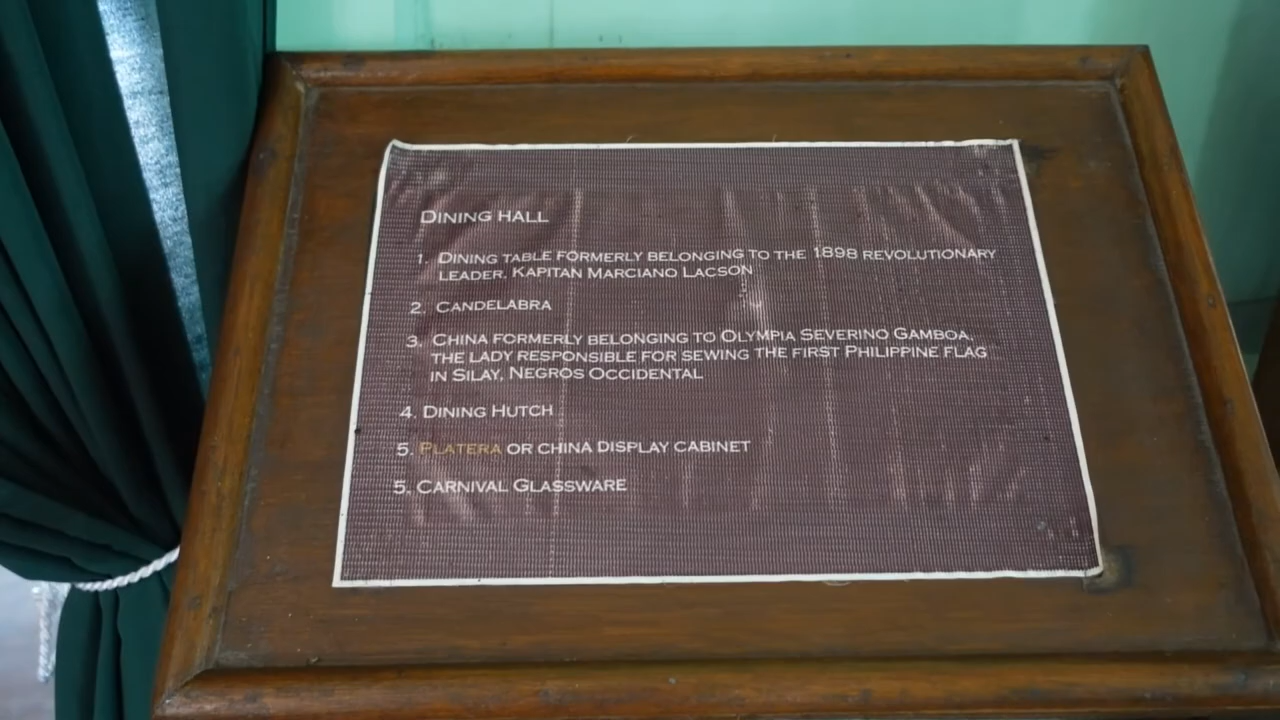 DINING HALL
1. DINING TABLE FORMERLY BELONGING TO THE 1898 REVOLUTIONARY
LEADER, KAPITAN MARCIANO LACSON
2. CANDELABRA
3. CHINA FORMERLY BELONGING TO OLYMPIA SEVERINO GAMBOA,
THE LADY RESPONSIBLE FOR SEWING THE FIRST PHILIPPINE FLAG
IN SILAY, NEGROS OCCIDENTAL
4. DINING HUTCH
5. PLATERA OR CHINA DISPLAY CABINET
5. CARNIVAL GLASSWARE